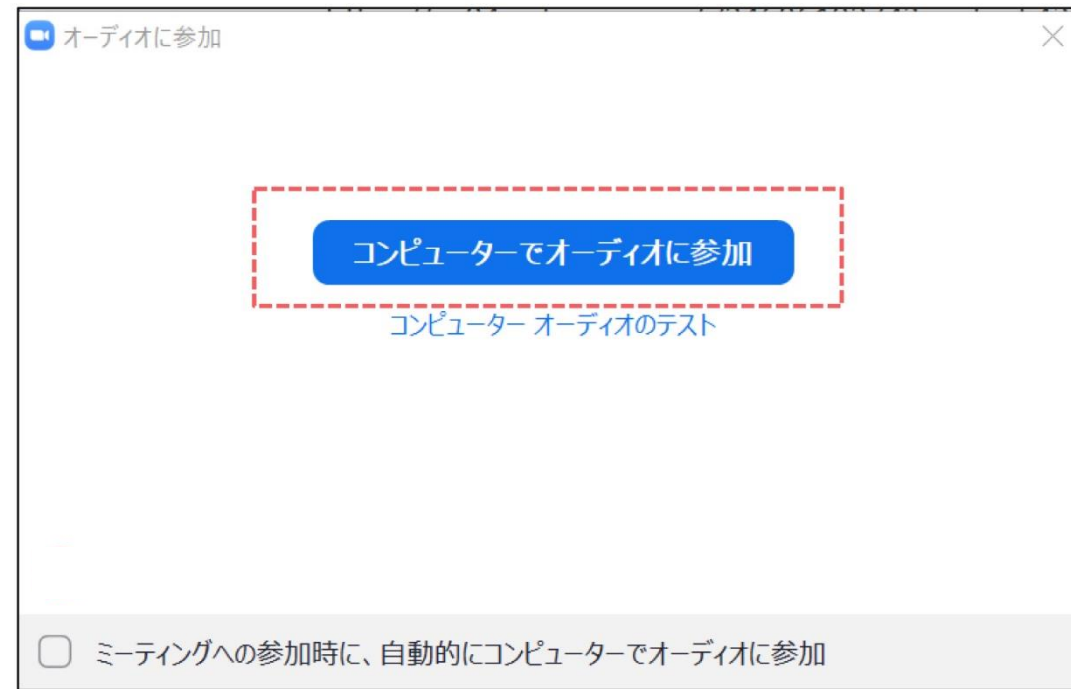 オーディオに参加
コンピューターでオーディオに参加
コンピューター オーディオのテスト
ミーティングへの参加時に、自動的にコンピューターでオーディオに参加